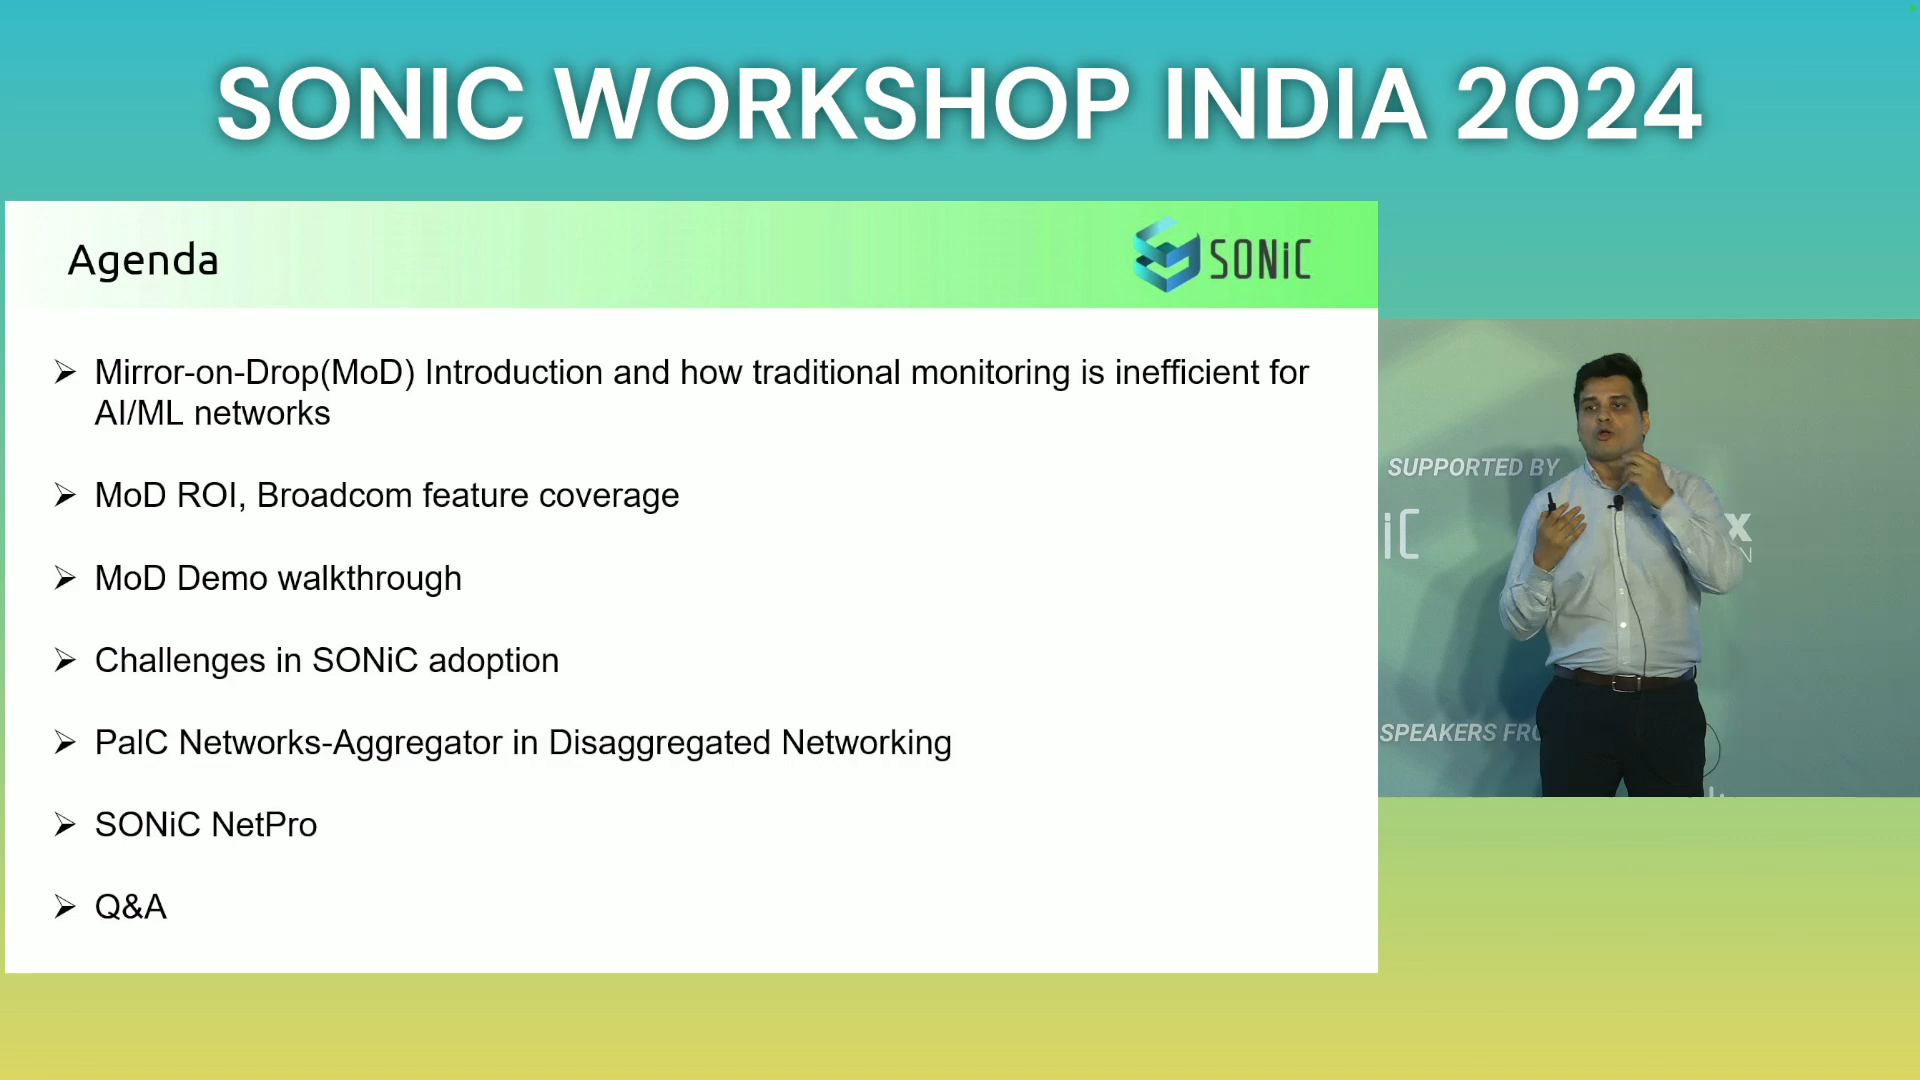 SONIC WORKSHOP INDIA 2024
Agenda
SONiC
➢ Mirror-on-Drop(MoD) Introduction and how traditional monitoring is inefficient for
AI/ML networks
➢ MoD ROI, Broadcom feature coverage
➢ MoD Demo walkthrough
➢ Challenges in SONiC adoption
➢ PalC Networks-Aggregator in Disaggregated Networking
➢ SONiC NetPro
➢ Q&A
SUPPORTED BY
iC
X
N
SPEAKERS